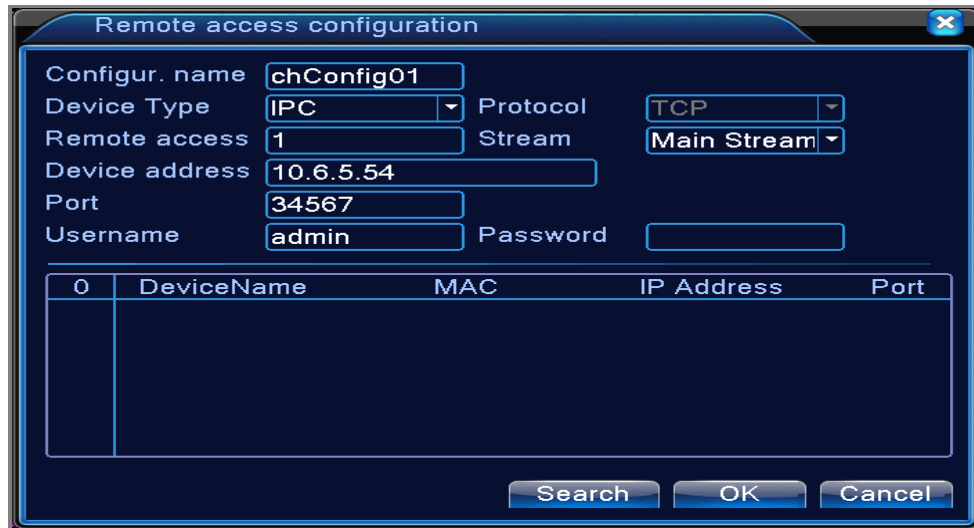 Remote access configuration
Configur. name chConfig01
Device Type IPC Protocol TCP
Remote access 1 Stream Main Stream
Device address 10.6.5.54
Port 34567
Username admin Password
0 DeviceName MAC IP Address Port
Search OK Cancel